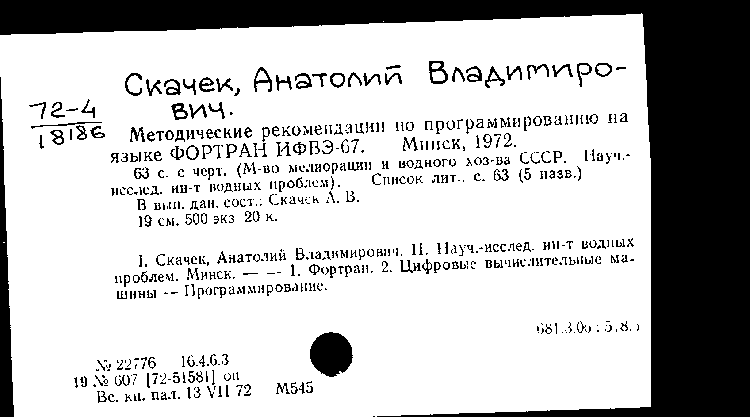 Скачек, Анатолий Владимиро-
вич.
72-4
18186
Методические рекомендации по программированию на
языке ФОРТРАН ИФВЭ-67. Минск, 1972.
63 с. с черт. (М-во мелиорации и водного хоз-ва СССР. Науч.-
исслед. ин-т водных проблем). Список лит.: с. 63 (5 назв.)
В вып. дан. сост.: Скачек А. В.
19 см. 500 экз 20 к.
I. Скачек, Анатолий Владимирович. II. Науч.-исслед. ин-т водных
проблем. Минск. — — 1. Фортран. 2. Цифровые вычислительные ма-
шины — Программирование.
681.3.06
№ 22776 16.4.6.3
19 № 607 [72-51581] оп
Вс. кн. пал. 13 VII 72 М545